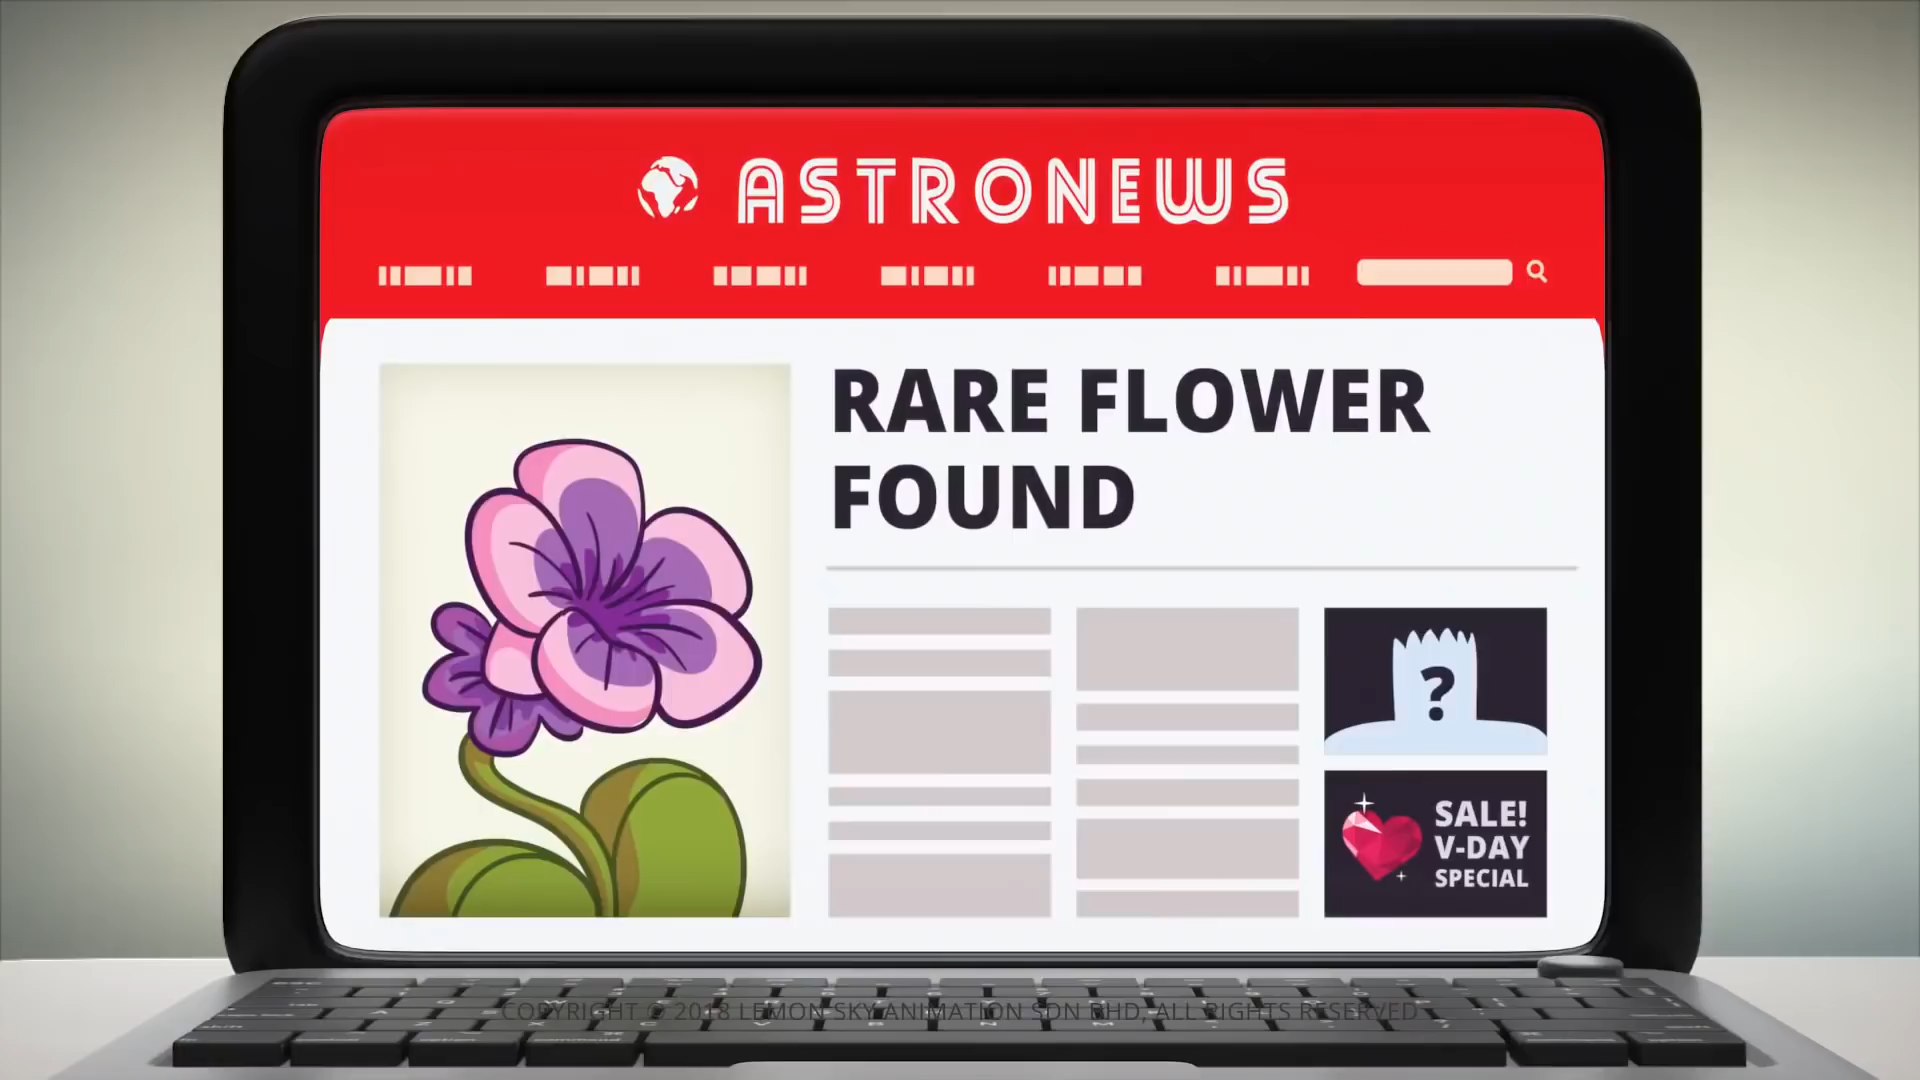 ASTRONEWS
RARE FLOWER
FOUND
?
SALE!
V-DAY
SPECIAL
COPYRIGHT © 2018 LEMON SKY ANIMATION SDN BHD, ALL RIGHTS RESERVED